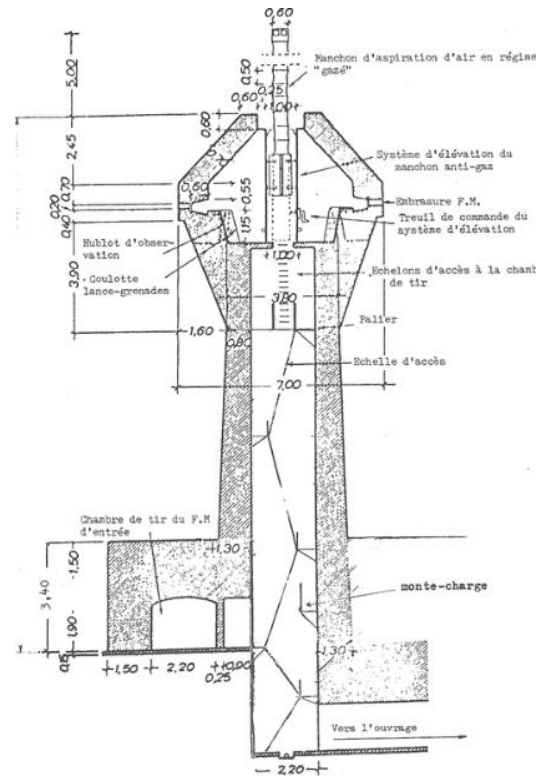 0,60
Manchon d'aspiration d'air en régime
"gazé"
5,00
0,50
0,25
0,60
1,00
0,60
2,45
Système d'élévation du
manchon anti-gaz
0,70
0,60
0,55
0,20
0,40
1,15
Embrasure F.M.
Treuil de commande du
système d'élévation
Hublot d'obser-
vation
Goulotte
lance-grenades
1,00
Echelons d'accès à la chambre
de tir
3,90
3,80
1,60
0,80
Palier
Echelle d'accès
7,00
Chambre de tir du F.M
d'entrée
1,30
1,50
3,40
monte-charge
1,90
1,30
0,15
1,50
2,20
0,25
0,90
Vers l'ouvrage
2,20